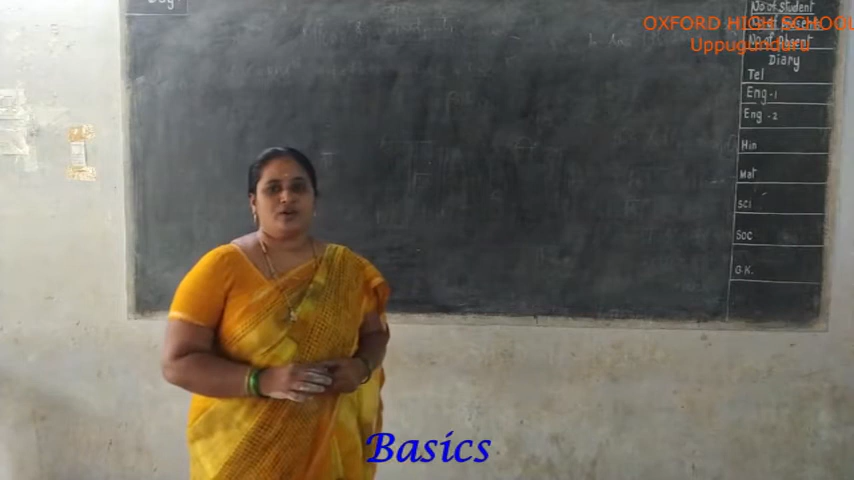 Day:
No of Student
No of Absent
OXFORD HIGH SCHOOL
Uppugunduru
Diary
Tel
Eng - 1
Eng - 2
Hin
Mat
Sci
Soc
G.K.
Basics